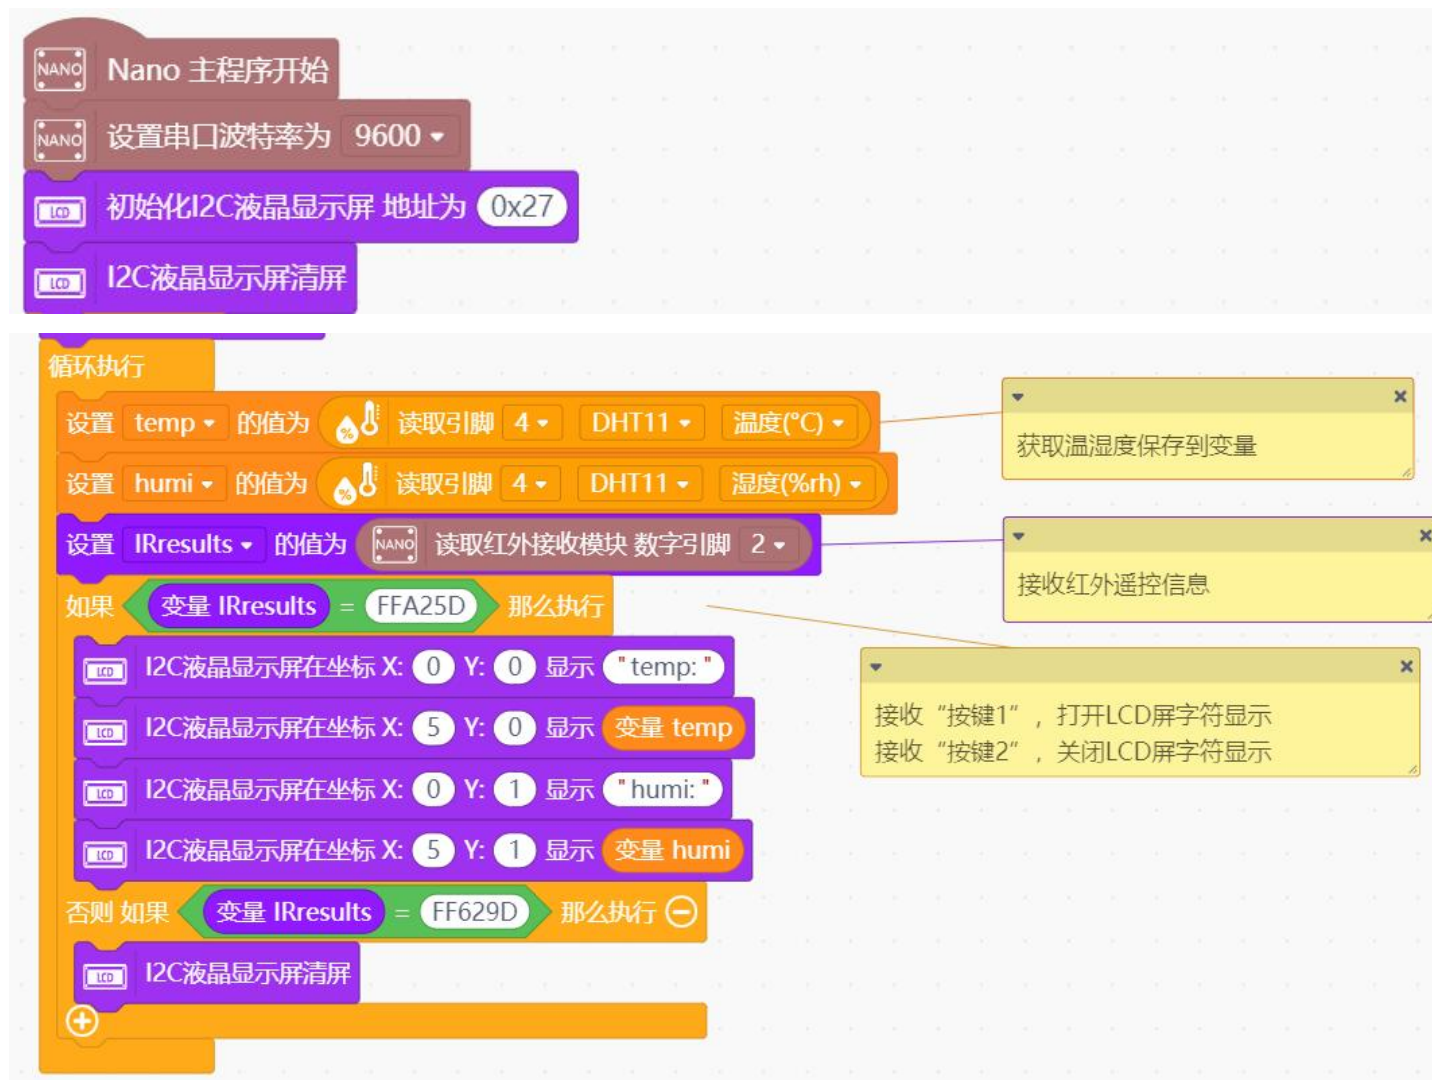 NANO Nano 主程序开始
NANO 设置串口波特率为 9600
LCD 初始化I2C液晶显示屏 地址为 0x27
LCD I2C液晶显示屏清屏
循环执行
设置 temp 的值为 % 读取引脚 4 DHT11 温度(°C)
获取温湿度保存到变量
设置 humi 的值为 % 读取引脚 4 DHT11 湿度(%rh)
设置 IRresults 的值为 NANO 读取红外接收模块 数字引脚 2
接收红外遥控信息
如果 变量 IRresults = FFA25D 那么执行
LCD I2C液晶显示屏在坐标 X: 0 Y: 0 显示 "temp: "
LCD I2C液晶显示屏在坐标 X: 5 Y: 0 显示 变量 temp
接收“按键1”，打开LCD屏字符显示
接收“按键2”，关闭LCD屏字符显示
LCD I2C液晶显示屏在坐标 X: 0 Y: 1 显示 "humi: "
LCD I2C液晶显示屏在坐标 X: 5 Y: 1 显示 变量 humi
否则 如果 变量 IRresults = FF629D 那么执行
LCD I2C液晶显示屏清屏